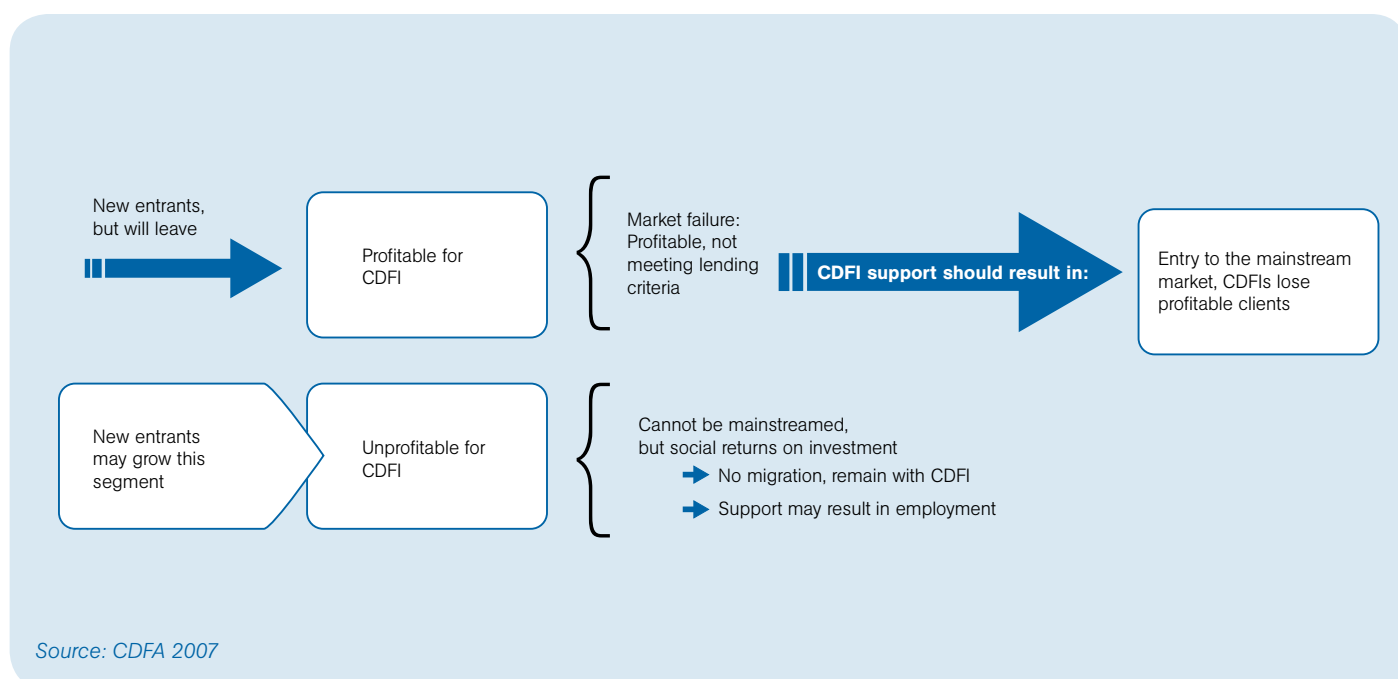 New entrants,
but will leave
Profitable for
CDFI
Market failure:
Profitable, not
meeting lending
criteria
CDFI support should result in:
Entry to the mainstream
market, CDFIs lose
profitable clients
New entrants
may grow this
segment
Unprofitable for
CDFI
Cannot be mainstreamed,
but social returns on investment
No migration, remain with CDFI
Support may result in employment
Source: CDFA 2007